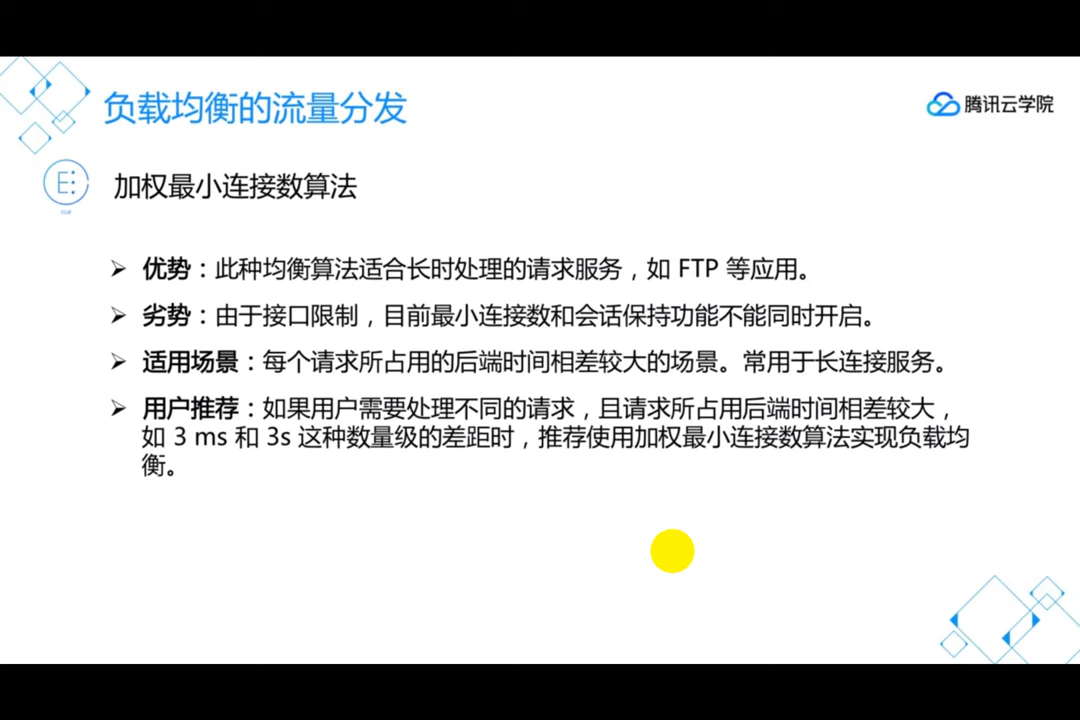 负载均衡的流量分发
腾讯云学院
加权最小连接数算法
优势：此种均衡算法适合长时处理的请求服务，如 FTP 等应用。
劣势：由于接口限制，目前最小连接数和会话保持功能不能同时开启。
适用场景：每个请求所占用的后端时间相差较大的场景。常用于长连接服务。
用户推荐：如果用户需要处理不同的请求，且请求所占用后端时间相差较大，
如 3 ms 和 3s 这种数量级的差距时，推荐使用加权最小连接数算法实现负载均
衡。